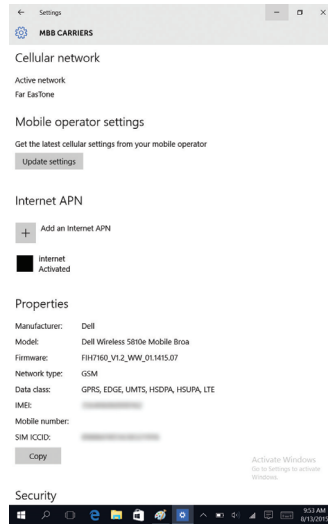 Settings
MBB CARRIERS
Cellular network
Active network
Far EasTone
Mobile operator settings
Get the latest cellular settings from your mobile operator
Update settings
Internet APN
Add an Internet APN
internet
Activated
Properties
Manufacturer: Dell
Model: Dell Wireless 5810e Mobile Broa
Firmware: FIH7160_V1.2_WW_01.1415.07
Network type: GSM
Data class: GPRS, EDGE, UMTS, HSDPA, HSUPA, LTE
IMEI:
Mobile number:
SIM ICCID:
Copy
Activate Windows
Go to Settings to activate
Windows.
Security
9:53 AM
8/13/2015